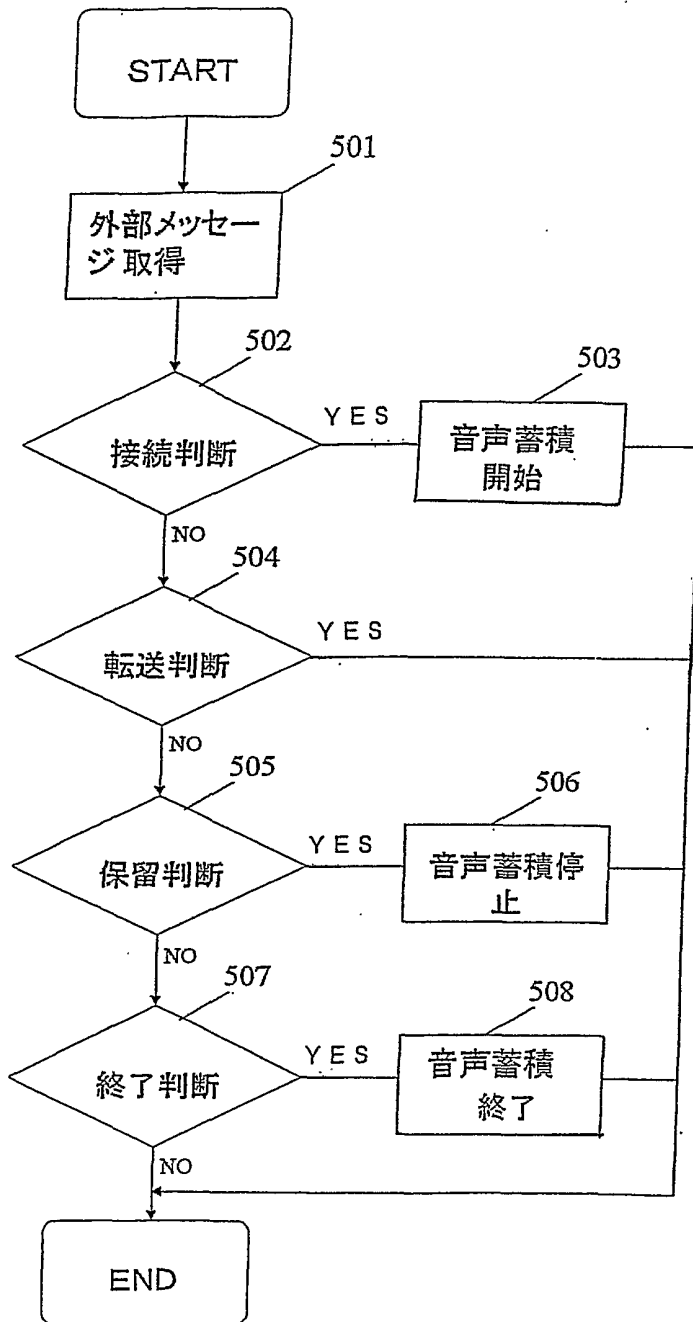 START
501
外部メッセー
ジ取得
502
接続判断
YES
503
音声蓄積
開始
NO
504
転送判断
YES
NO
505
保留判断
YES
506
音声蓄積停
止
NO
507
終了判断
YES
508
音声蓄積
終了
NO
END